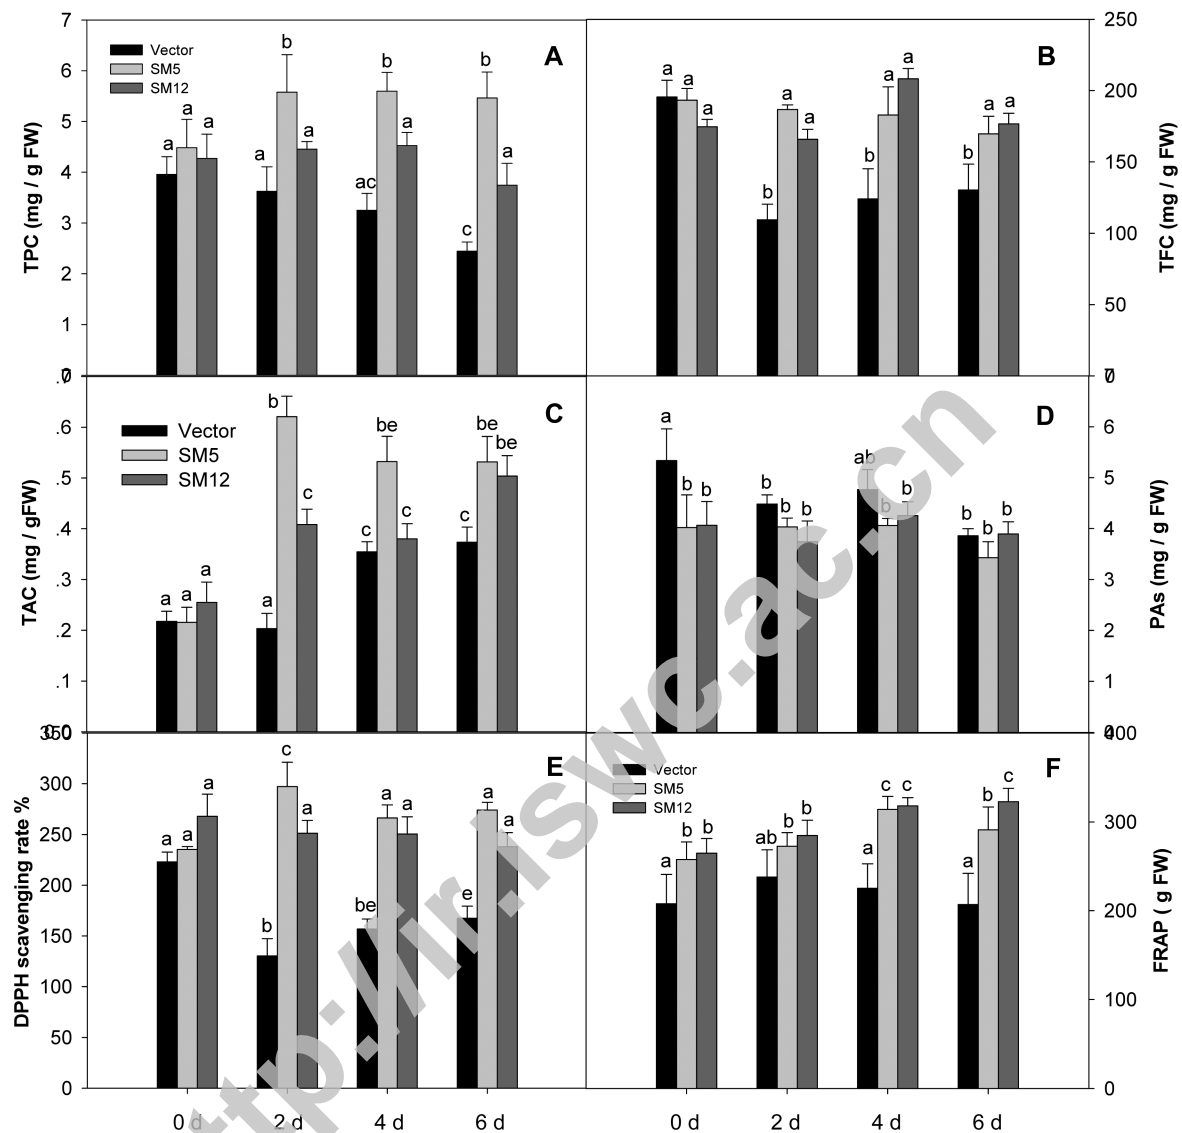 7
6
5
4
3
2
1
0
TPC (mg / g FW)
Vector
SM5
SM12
A
a a a
a b a
ac b a
c b a
250
200
150
100
50
0
TFC (mg / g FW)
B
a a a
b a a
b a a
b a a
.7
.6
.5
.4
.3
.2
.1
0.0
TAC (mg / gFW)
Vector
SM5
SM12
C
a a a
a b c
c be c
c be be
7
6
5
4
3
2
1
0
PAs (mg / g FW)
D
a b b
b b b
ab b b
b b b
350
300
250
200
150
100
50
0
DPPH scavenging rate %
E
a a a
b c a
be a a
e a a
0 d 2 d 4 d 6 d
400
300
200
100
0
FRAP ( g FW)
Vector
SM5
SM12
F
a b b
ab b b
a c c
a b c
0 d 2 d 4 d 6 d
ttp://ir.iswc.ac.cn